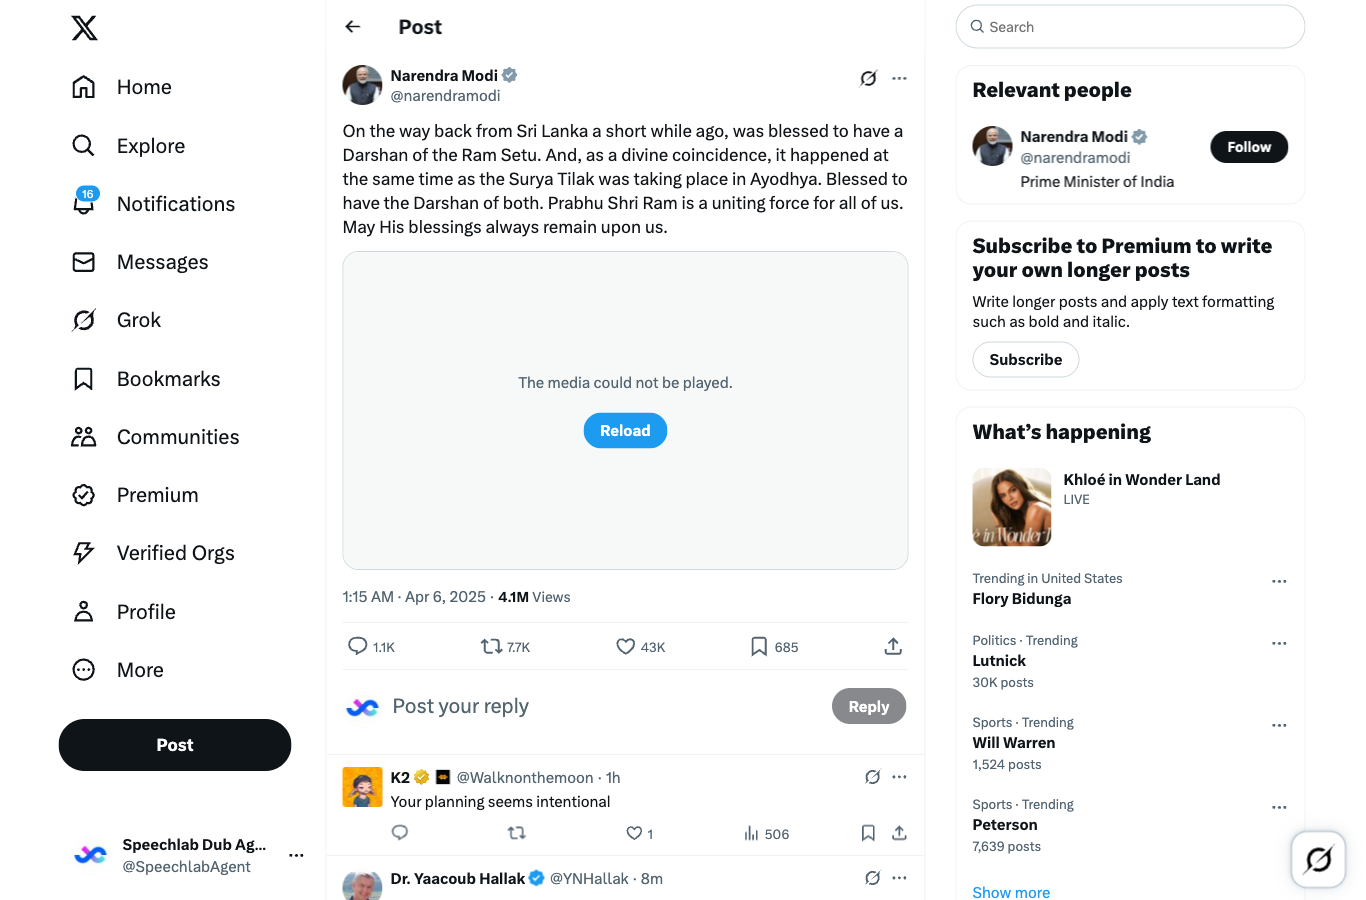 Home
Explore
16
Notifications
Messages
Grok
Bookmarks
Communities
Premium
Verified Orgs
Profile
More
Post
Speechlab Dub Ag...
@SpeechlabAgent
Post
Narendra Modi
@narendramodi
On the way back from Sri Lanka a short while ago, was blessed to have a
Darshan of the Ram Setu. And, as a divine coincidence, it happened at
the same time as the Surya Tilak was taking place in Ayodhya. Blessed to
have the Darshan of both. Prabhu Shri Ram is a uniting force for all of us.
May His blessings always remain upon us.
The media could not be played.
Reload
1:15 AM · Apr 6, 2025 · 4.1M Views
1.1K 7.7K 43K 685
Post your reply
Reply
K2 @Walknonthemoon · 1h
Your planning seems intentional
1 506
Dr. Yaacoub Hallak @YNHallak · 8m
Search
Relevant people
Narendra Modi
@narendramodi
Follow
Prime Minister of India
Subscribe to Premium to write
your own longer posts
Write longer posts and apply text formatting
such as bold and italic.
Subscribe
What’s happening
e in Wonder
Khloé in Wonder Land
LIVE
Trending in United States
Flory Bidunga
Politics · Trending
Lutnick
30K posts
Sports · Trending
Will Warren
1,524 posts
Sports · Trending
Peterson
7,639 posts
Show more